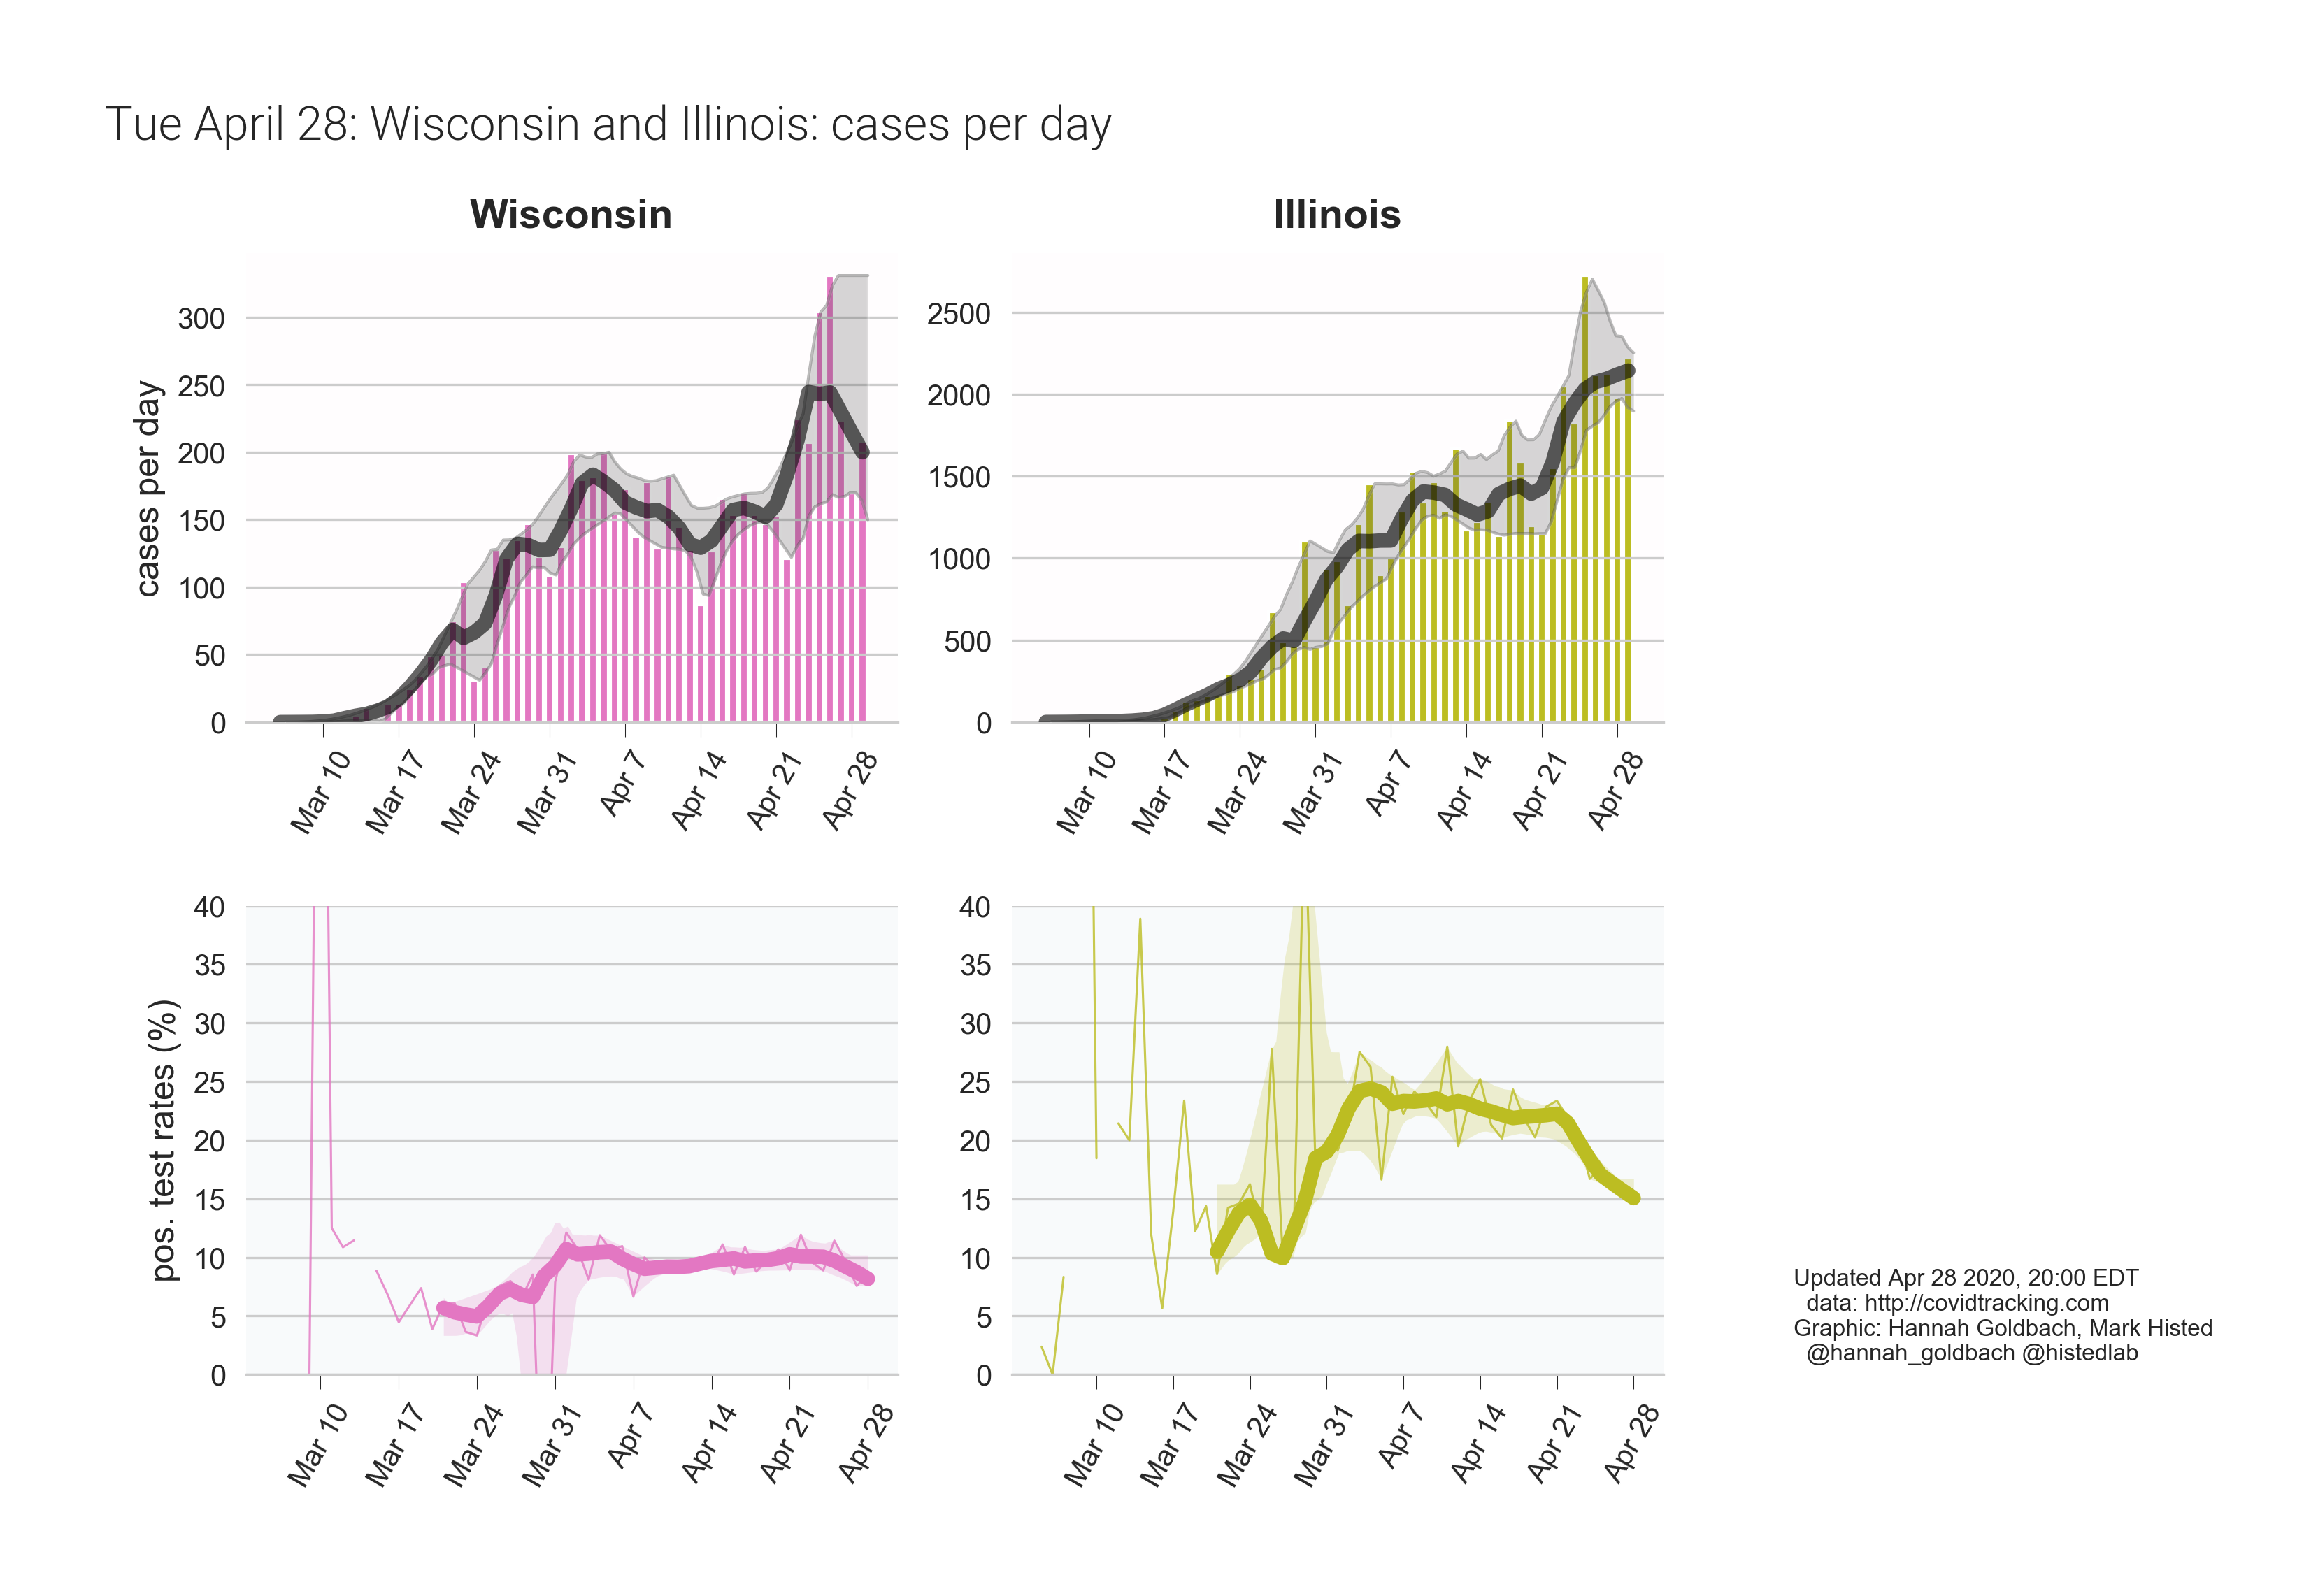 Tue April 28: Wisconsin and Illinois: cases per day
Wisconsin
cases per day
300
250
200
150
100
50
0
Mar 10
Mar 17
Mar 24
Mar 31
Apr 7
Apr 14
Apr 21
Apr 28
Illinois
2500
2000
1500
1000
500
0
Mar 10
Mar 17
Mar 24
Mar 31
Apr 7
Apr 14
Apr 21
Apr 28
pos. test rates (%)
40
35
30
25
20
15
10
5
0
Mar 10
Mar 17
Mar 24
Mar 31
Apr 7
Apr 14
Apr 21
Apr 28
40
35
30
25
20
15
10
5
0
Mar 10
Mar 17
Mar 24
Mar 31
Apr 7
Apr 14
Apr 21
Apr 28
Updated Apr 28 2020, 20:00 EDT
data: http://covidtracking.com
Graphic: Hannah Goldbach, Mark Histed
@hannah_goldbach @histedlab